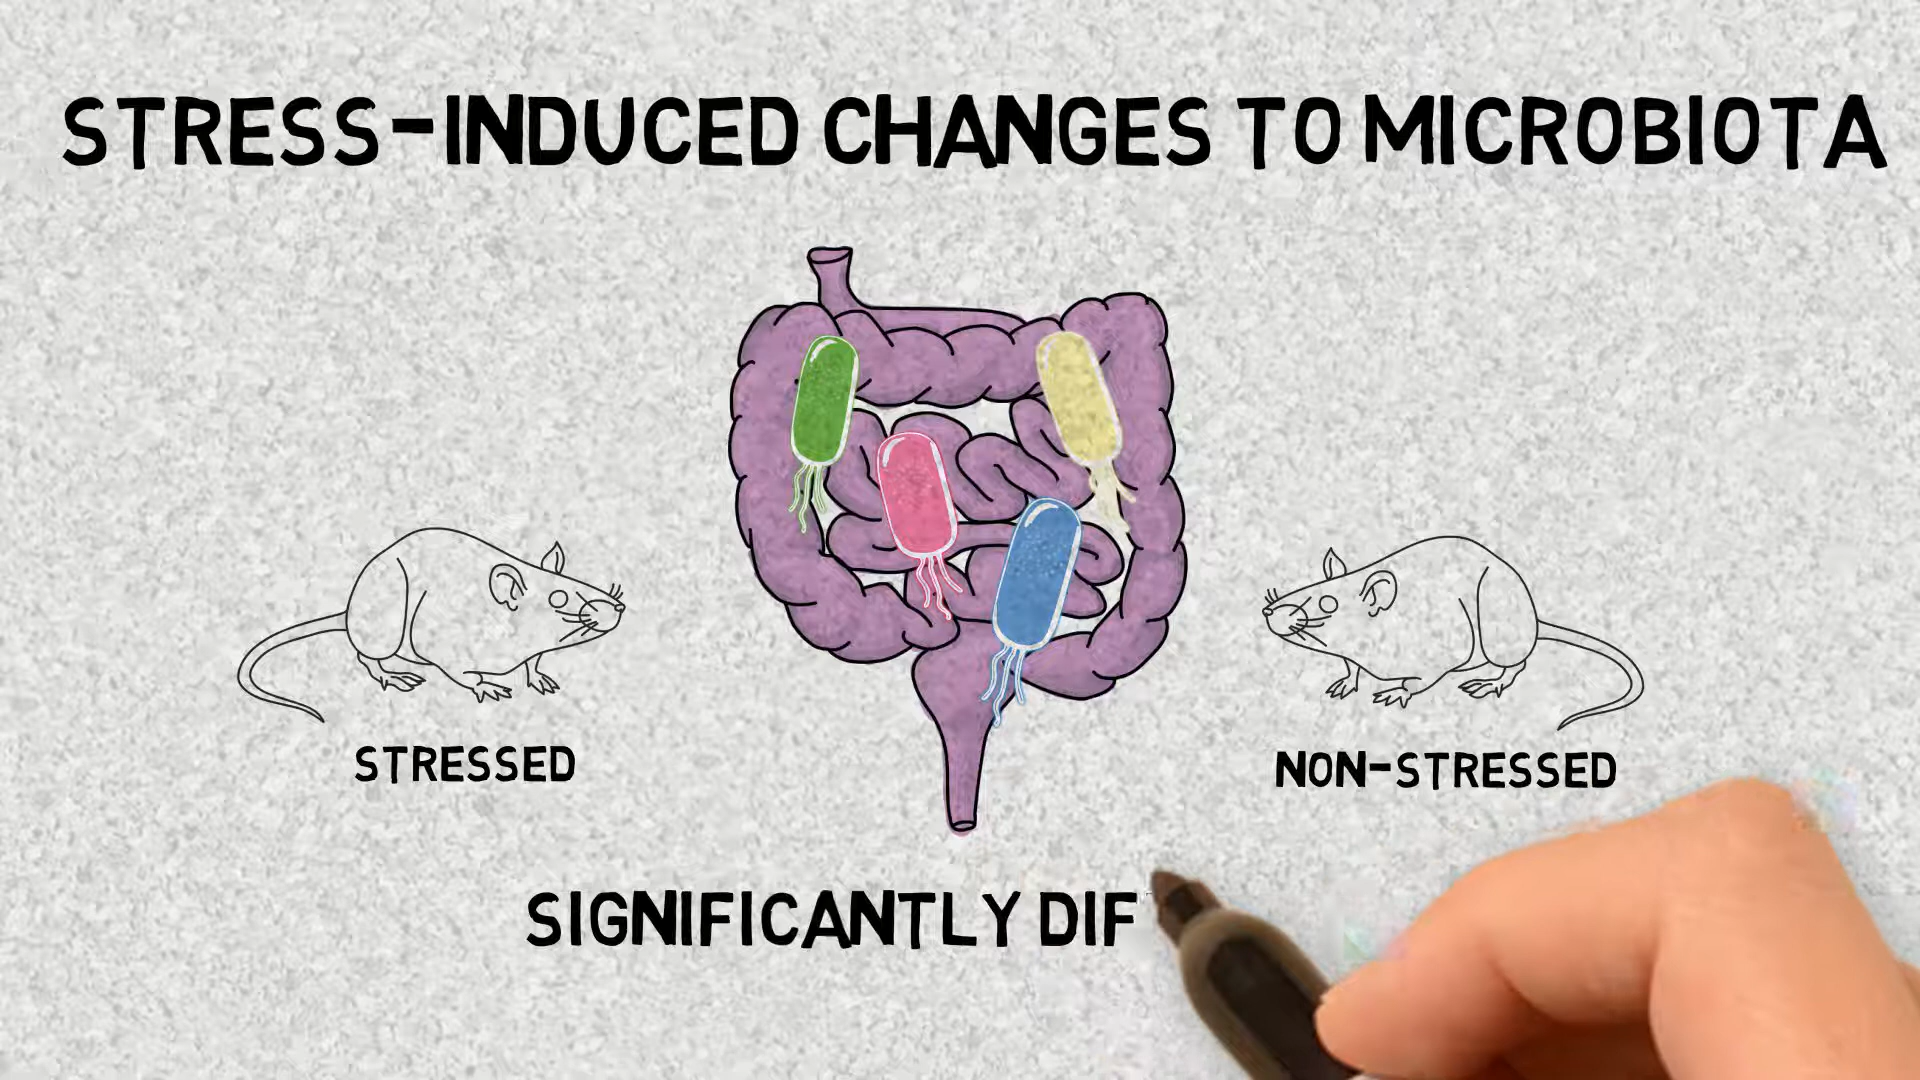 STRESS-INDUCED CHANGES TO MICROBIOTA
STRESSED
NON-STRESSED
SIGNIFICANTLY DIF